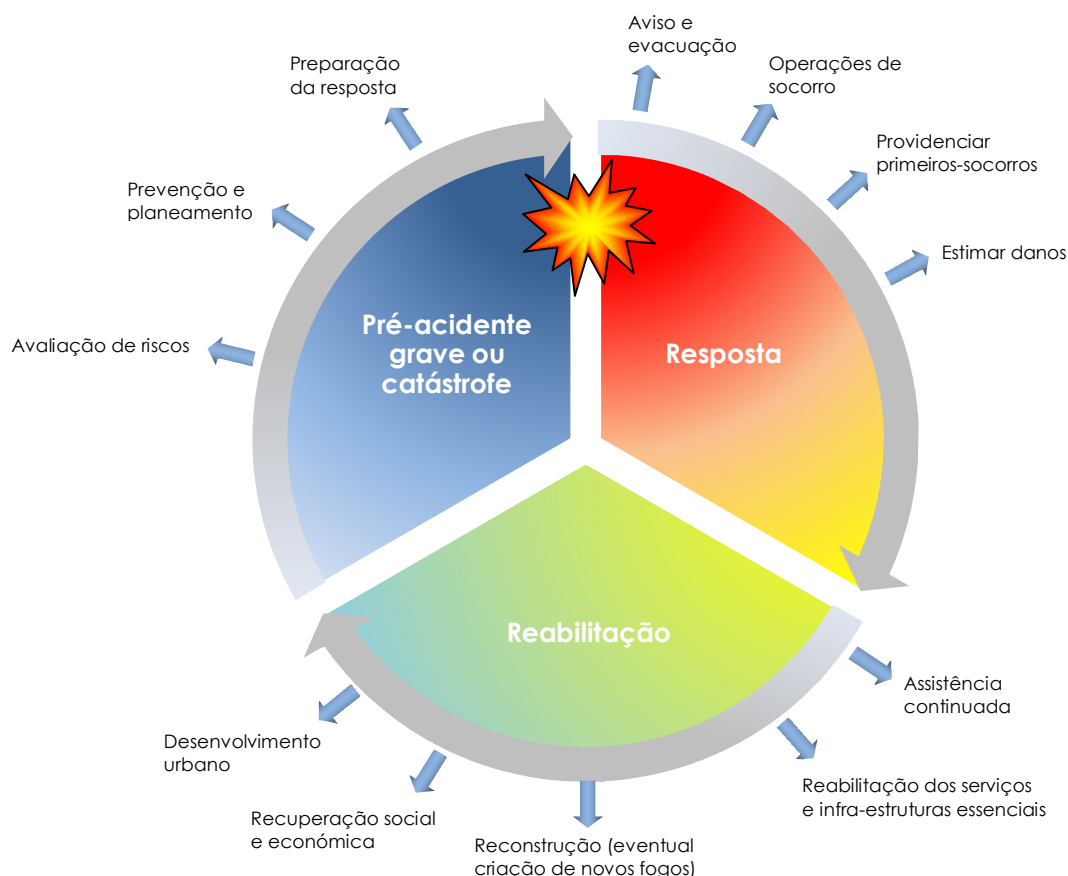 Aviso e
evacuação
Preparação
da resposta
Operações de
socorro
Providenciar
primeiros-socorros
Prevenção e
planeamento
Estimar danos
Avaliação de riscos
Pré-acidente
grave ou
catástrofe
Resposta
Reabilitação
Assistência
continuada
Desenvolvimento
urbano
Reabilitação dos serviços
e infra-estruturas essenciais
Recuperação social
e económica
Reconstrução (eventual
criação de novos fogos)